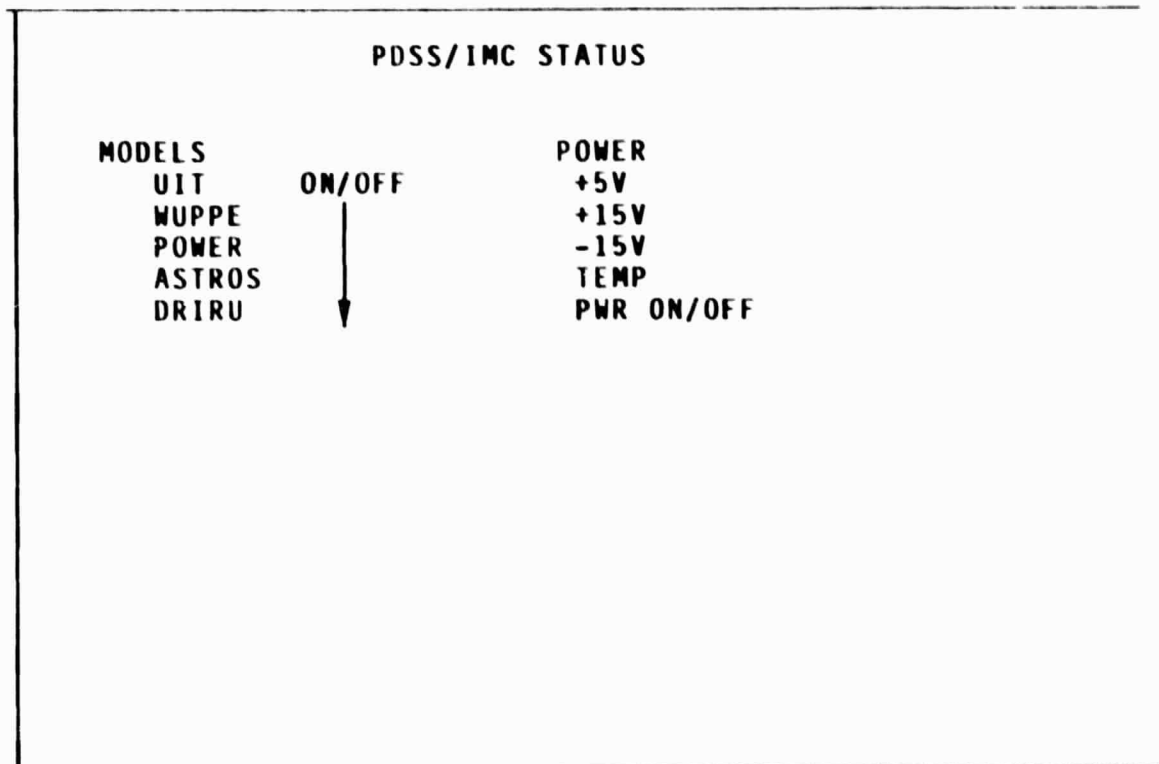 PDSS/IMC STATUS
MODELS POWER
UIT ON/OFF +5V
WUPPE +15V
POWER -15V
ASTROS TEMP
DRIRU PWR ON/OFF